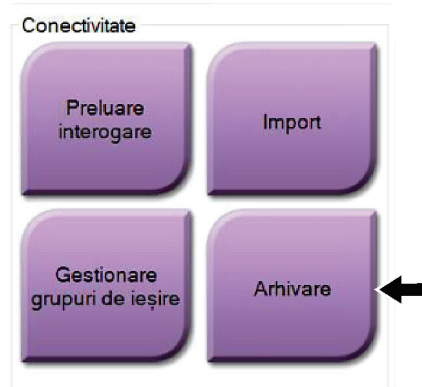 Conectivitate
Preluare
interogare
Import
Gestionare
grupuri de ieșire
Arhivare